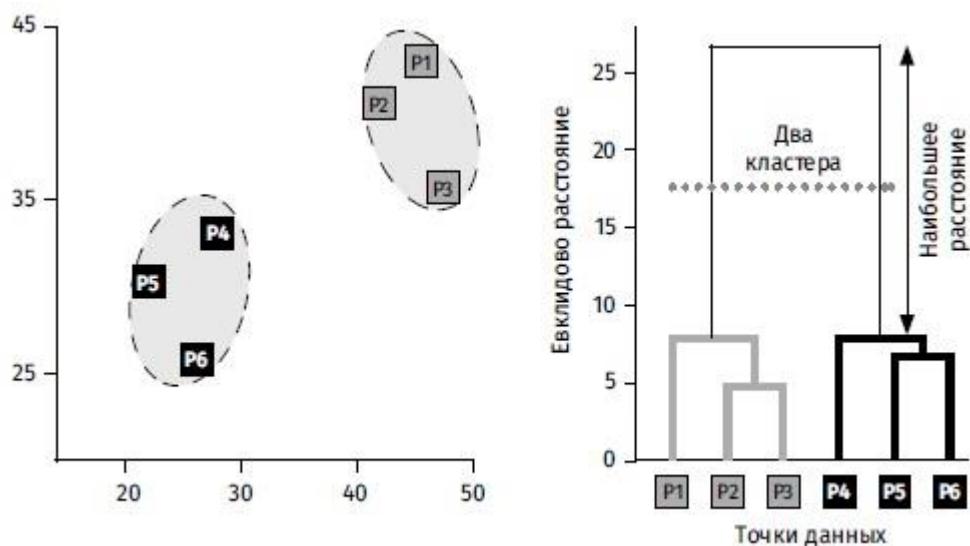 45
35
25
20
30
40
50
P1
P2
P3
P4
P5
P6
Евклидово расстояние
25
20
15
10
5
0
Два
кластера
Наибольшее
расстояние
P1 P2 P3 P4 P5 P6
Точки данных